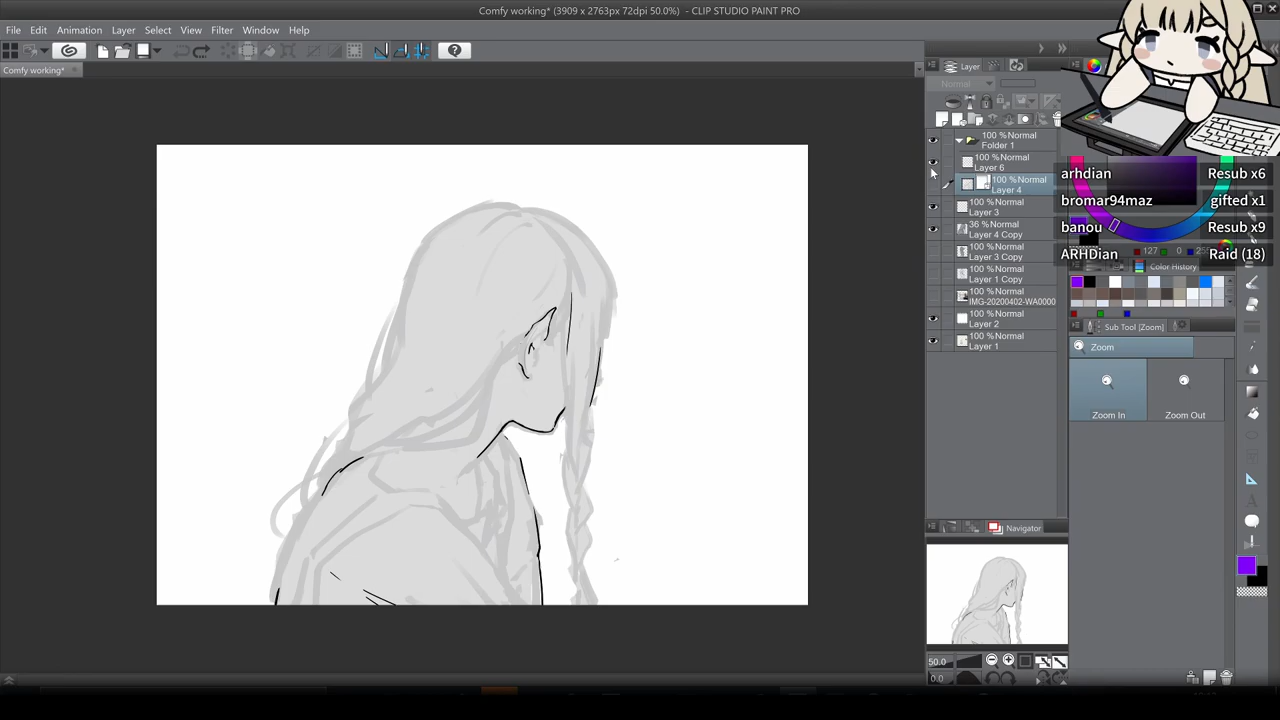 Comfy working* (3909 x 2763px 72dpi 50.0%) - CLIP STUDIO PAINT PRO
File Edit Animation Layer Select View Filter Window Help
Comfy working*
Layer
Normal
100 %Normal
Folder 1
100 %Normal
Layer 6
100 %Normal
Layer 4
100 %Normal
Layer 3
36 %Normal
Layer 4 Copy
100 %Normal
Layer 3 Copy
100 %Normal
Layer 1 Copy
100 %Normal
IMG-20200402-WA0000
100 %Normal
Layer 2
100 %Normal
Layer 1
arhdian Resub x6
bromar94maz gifted x1
banou Resub x9
ARHDian Raid (18)
127 0
Color History
Sub Tool [Zoom]
Zoom
Zoom In Zoom Out
Navigator
50.0
0.0